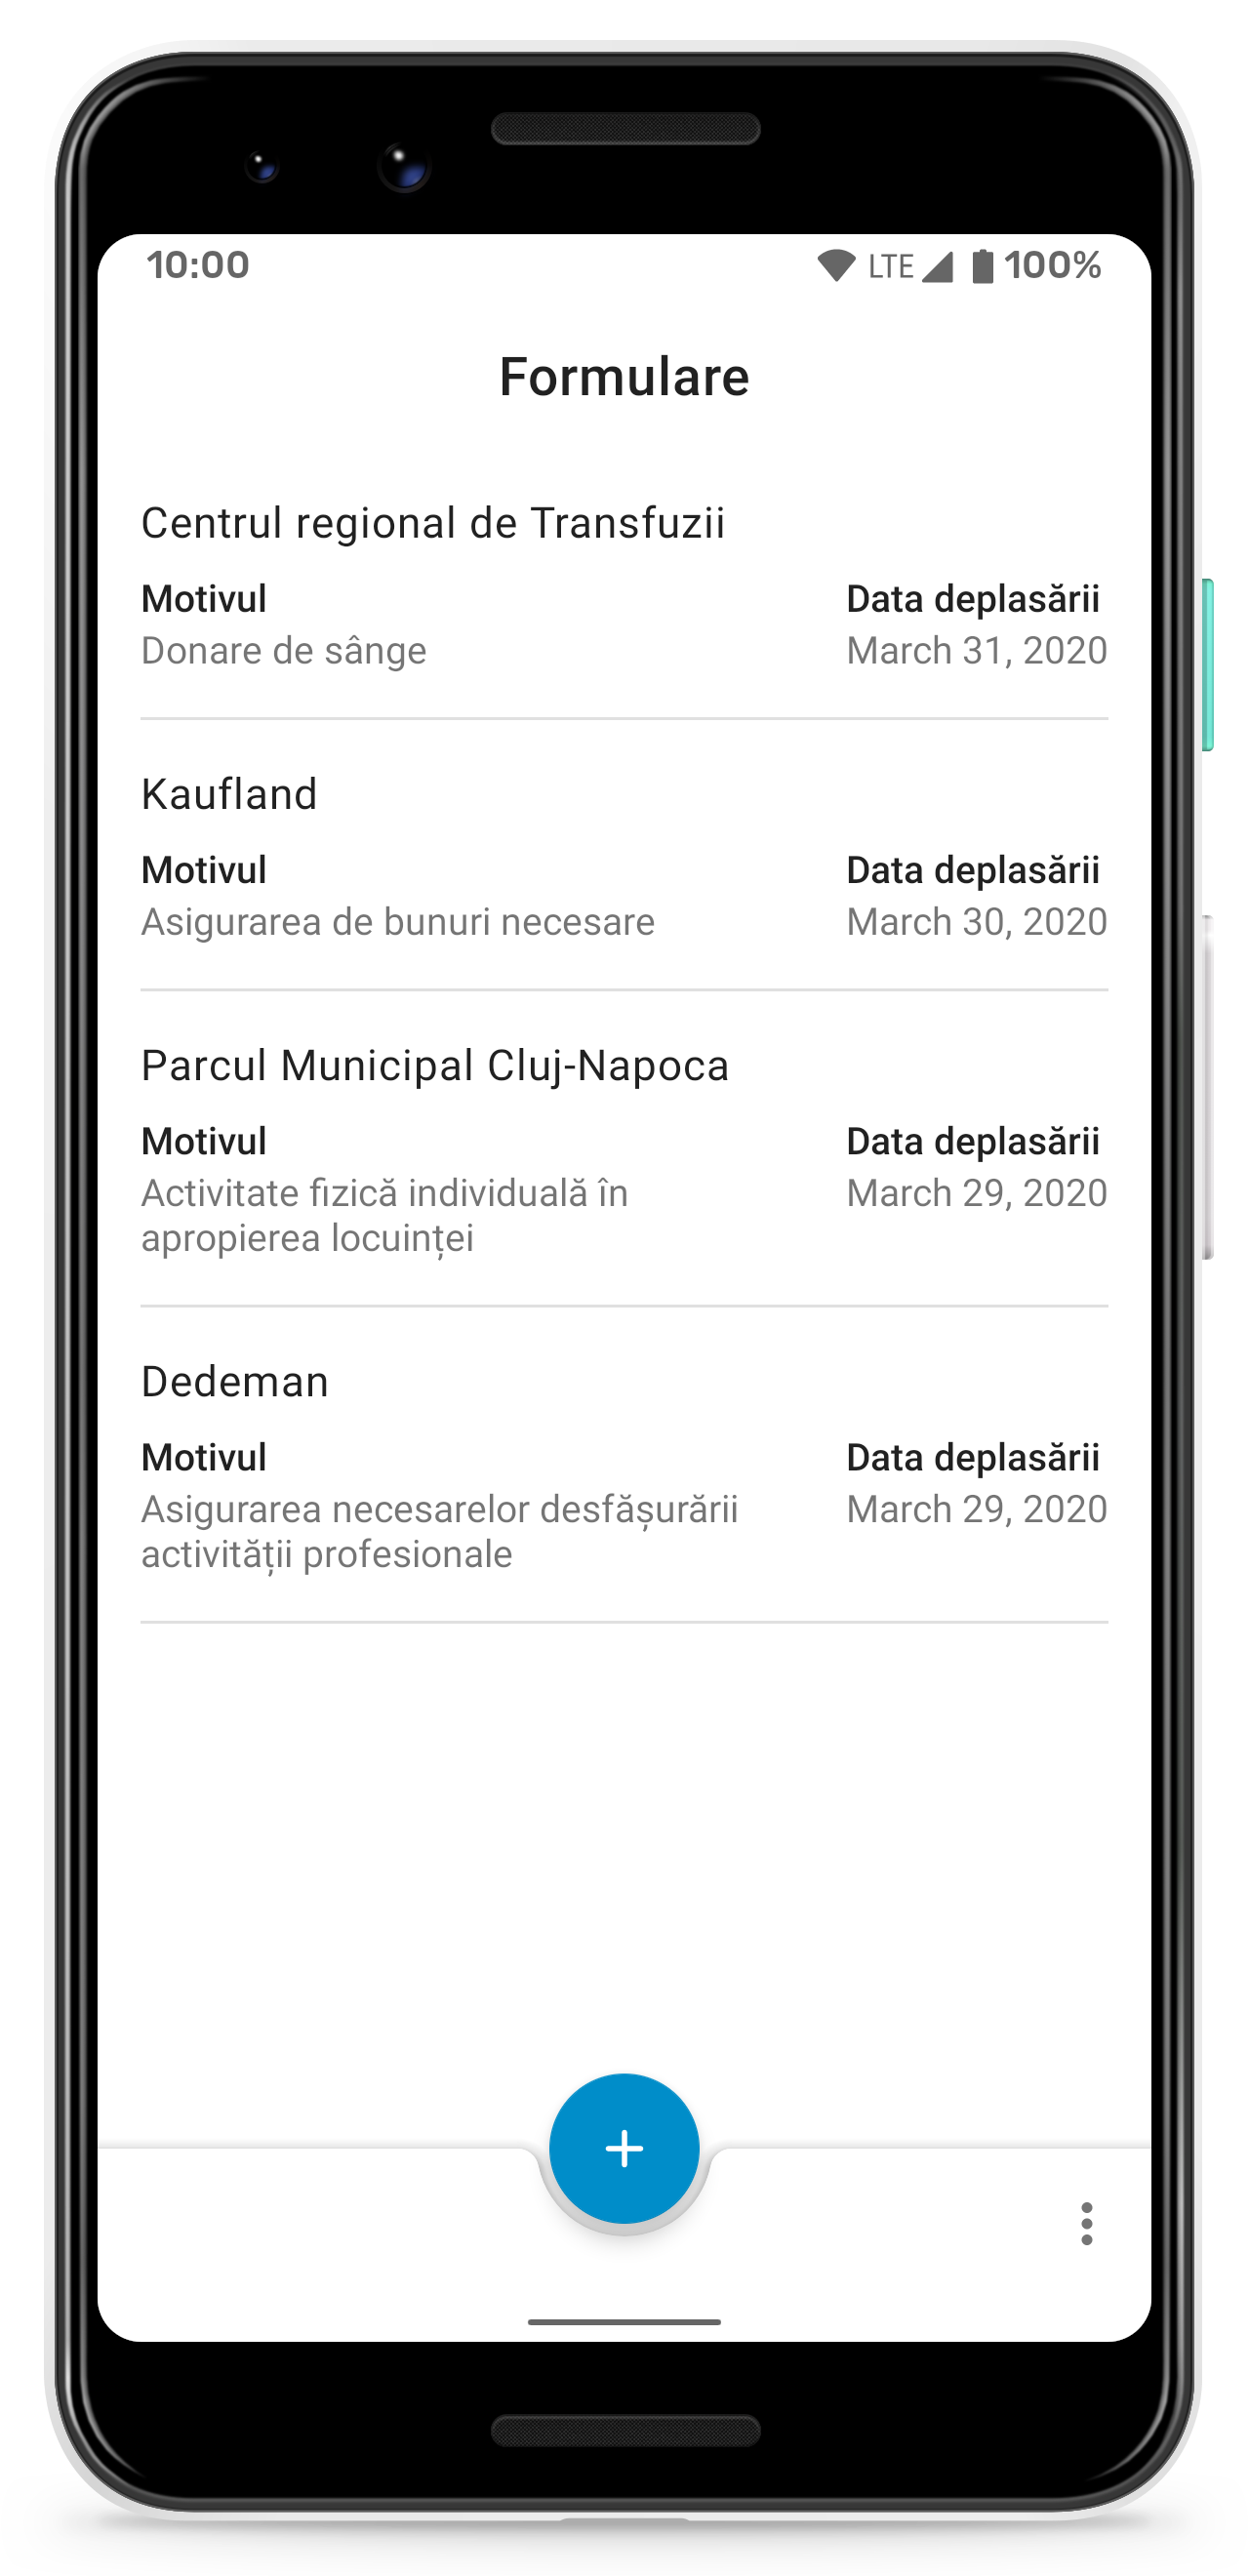 10:00 LTE 100%
Formulare
Centrul regional de Transfuzii
Motivul Data deplasării
Donare de sânge March 31, 2020
Kaufland
Motivul Data deplasării
Asigurarea de bunuri necesare March 30, 2020
Parcul Municipal Cluj-Napoca
Motivul Data deplasării
Activitate fizică individuală în March 29, 2020
apropierea locuinței
Dedeman
Motivul Data deplasării
Asigurarea necesarelor desfășurării March 29, 2020
activității profesionale